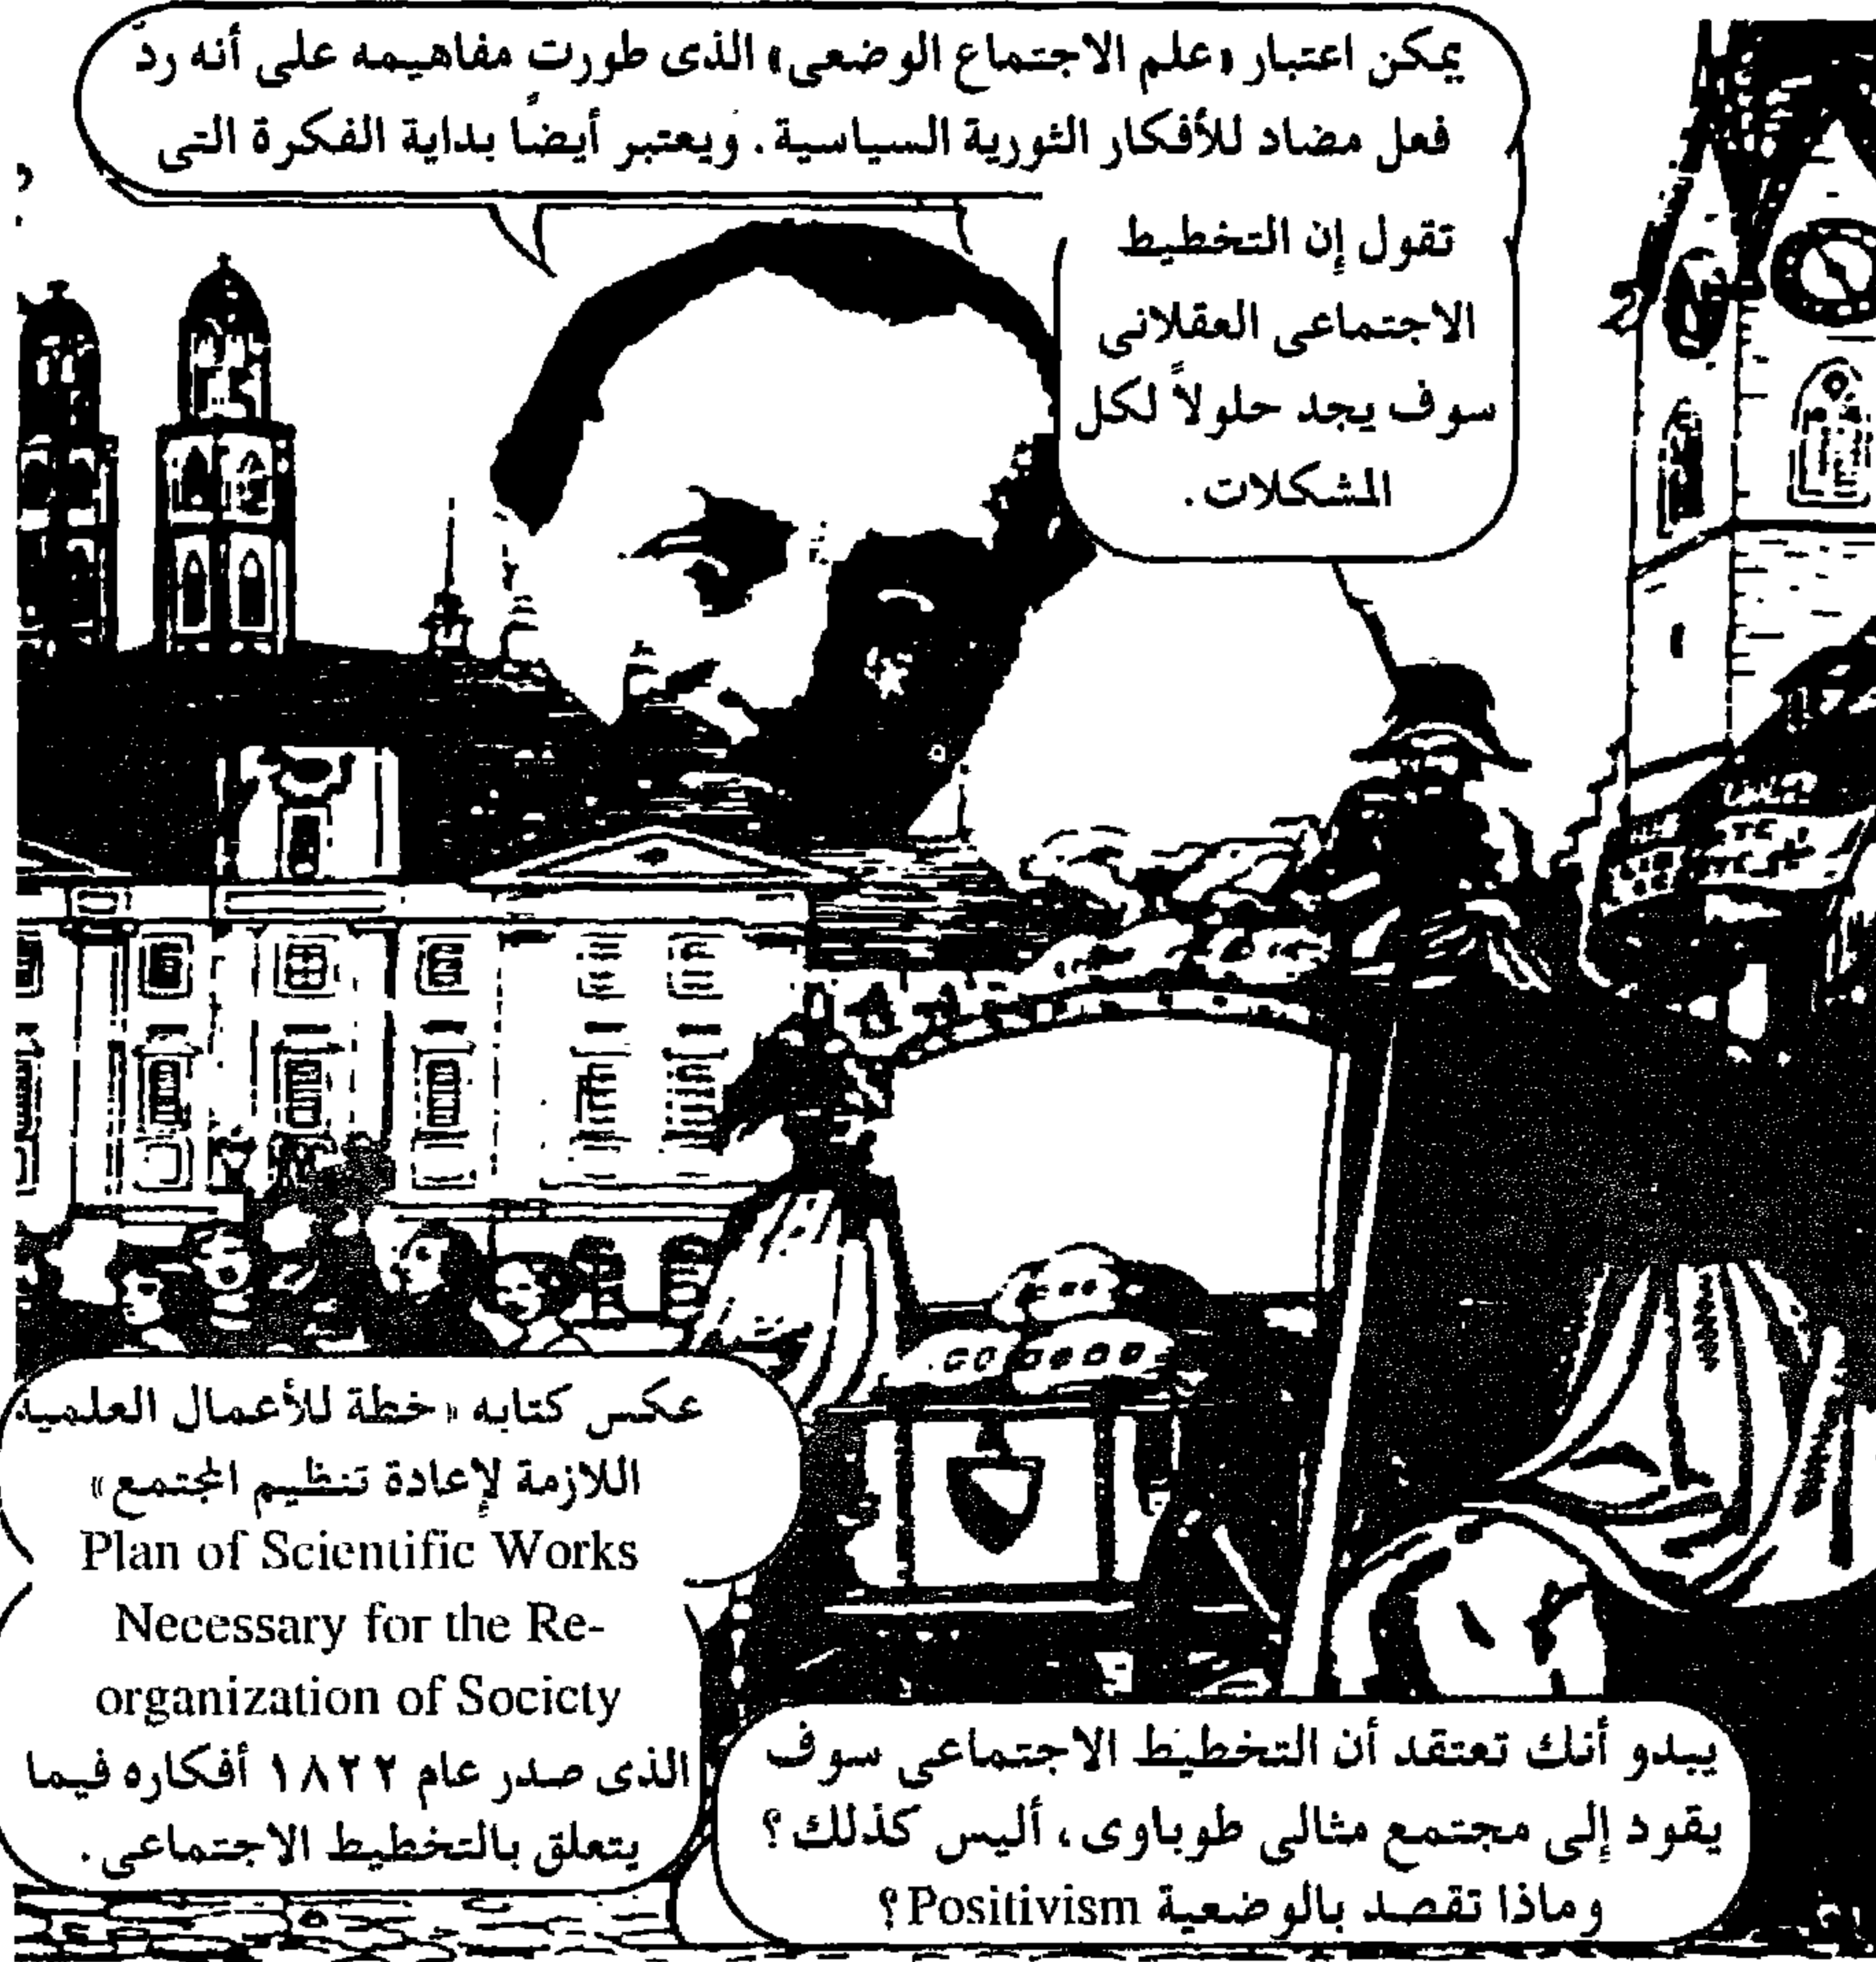 يمكن اعتبار «علم الاجتماع الوضعى» الذى طورت مفاهيمه على أنه ردّ
فعل مضاد للأفكار الثورية السياسية. ويعتبر أيضًا بداية الفكرة التى
تقول إن التخطيط
الاجتماعى العقلانى
سوف يجد حلولاً لكل
المشكلات.
عكس كتابه «خطة للأعمال العلمية
اللازمة لإعادة تنظيم المجتمع»
Plan of Scientific Works
Necessary for the Re-
organization of Society
الذى صدر عام ١٨٢٢ أفكاره فيما
يتعلق بالتخطيط الاجتماعى.
يبدو أنك تعتقد أن التخطيط الاجتماعى سوف
يقود إلى مجتمع مثالى طوباوى، أليس كذلك؟
وماذا تقصد بالوضعية Positivism؟